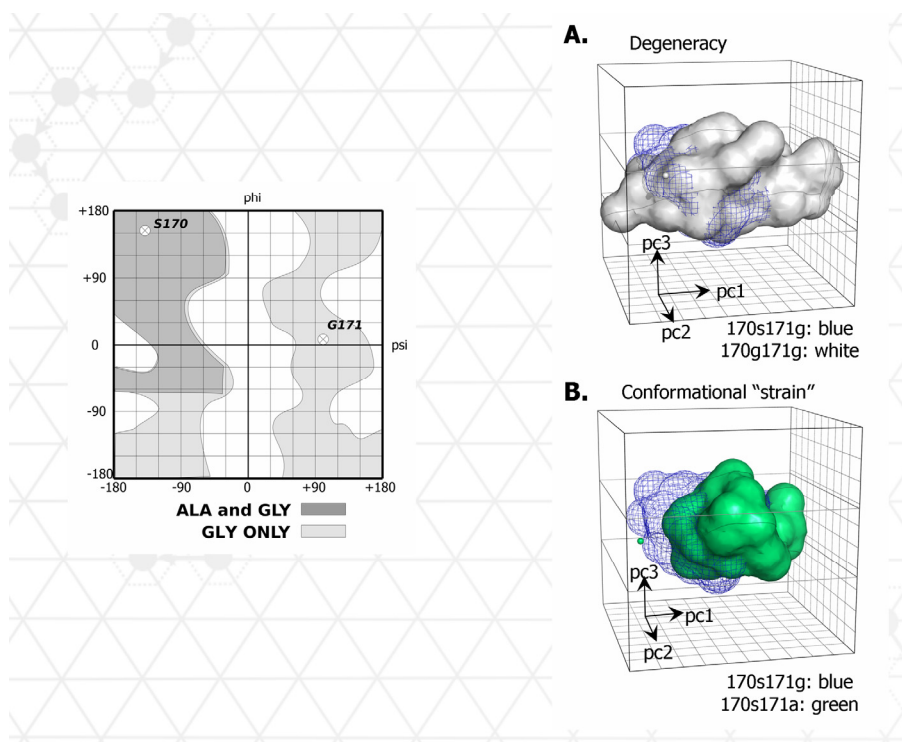 A.
Degeneracy
pc3
pc1
pc2
170s171g: blue
170g171g: white
phi
+180
S170
+90
G171
0
psi
-90
-180
-180
-90
0
+90
+180
ALA and GLY
GLY ONLY
B.
Conformational “strain”
pc3
pc1
pc2
170s171g: blue
170s171a: green